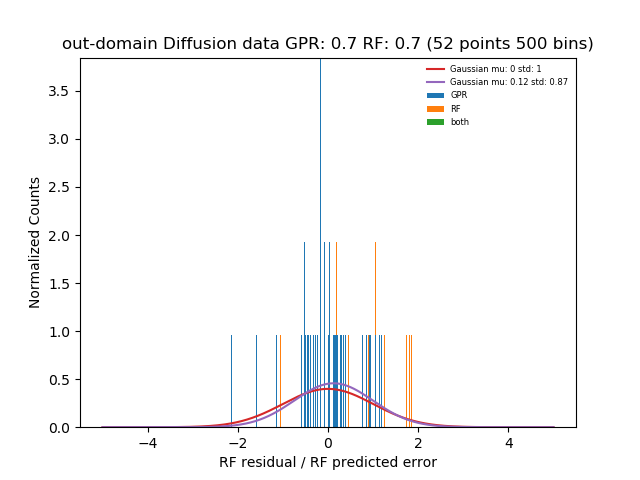 out-domain Diffusion data GPR: 0.7 RF: 0.7 (52 points 500 bins)
Gaussian mu: 0 std: 1
Gaussian mu: 0.12 std: 0.87
GPR
RF
both
Normalized Counts
3.5
3.0
2.5
2.0
1.5
1.0
0.5
0.0
−4 −2 0 2 4
RF residual / RF predicted error